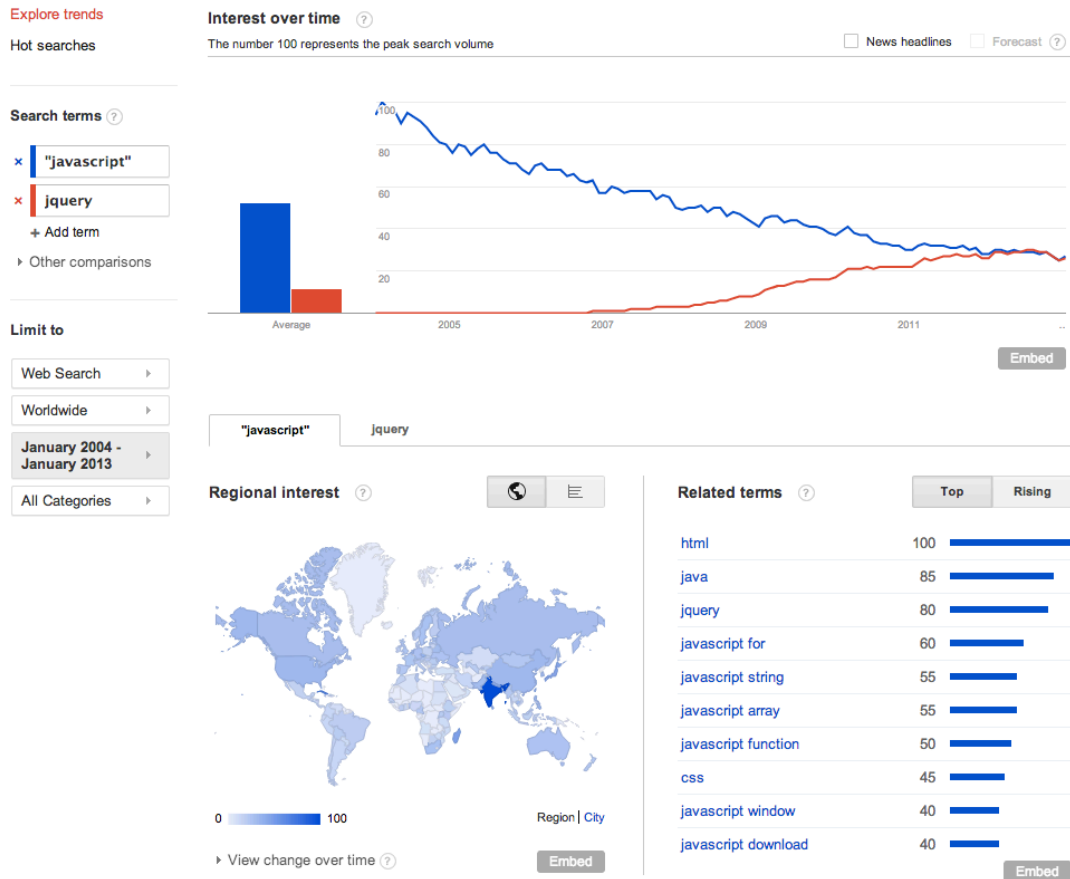 Explore trends
Hot searches
Search terms ?
× "javascript"
× jquery
+ Add term
Other comparisons
Limit to
Web Search
Worldwide
January 2004 -
January 2013
All Categories
Interest over time ?
The number 100 represents the peak search volume
News headlines Forecast ?
100
80
60
40
20
Average 2005 2007 2009 2011 ..
Embed
"javascript" jquery
Regional interest ?
0 100 Region | City
View change over time ? Embed
Related terms ? Top Rising
html 100
java 85
jquery 80
javascript for 60
javascript string 55
javascript array 55
javascript function 50
css 45
javascript window 40
javascript download 40
Embed